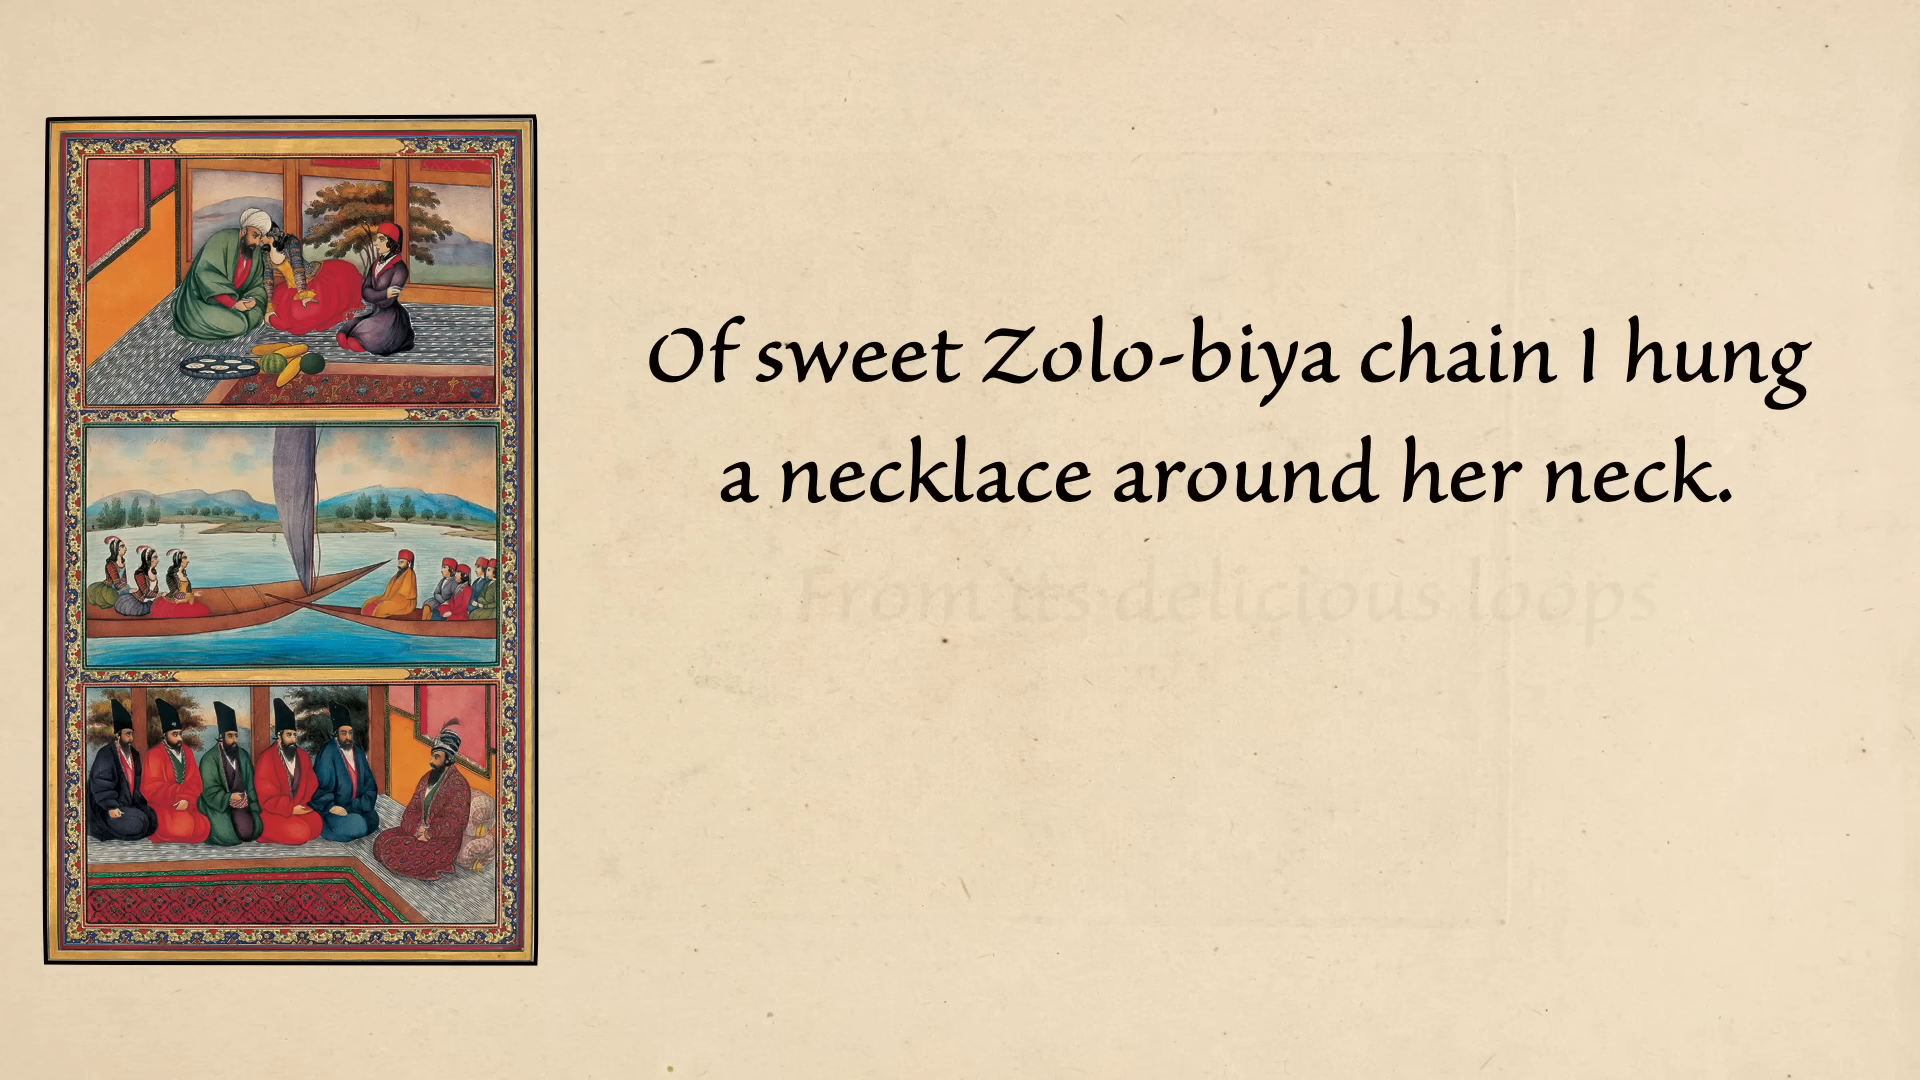 Of sweet Zolo-biya chain I hung
a necklace around her neck.
From its delicious loops